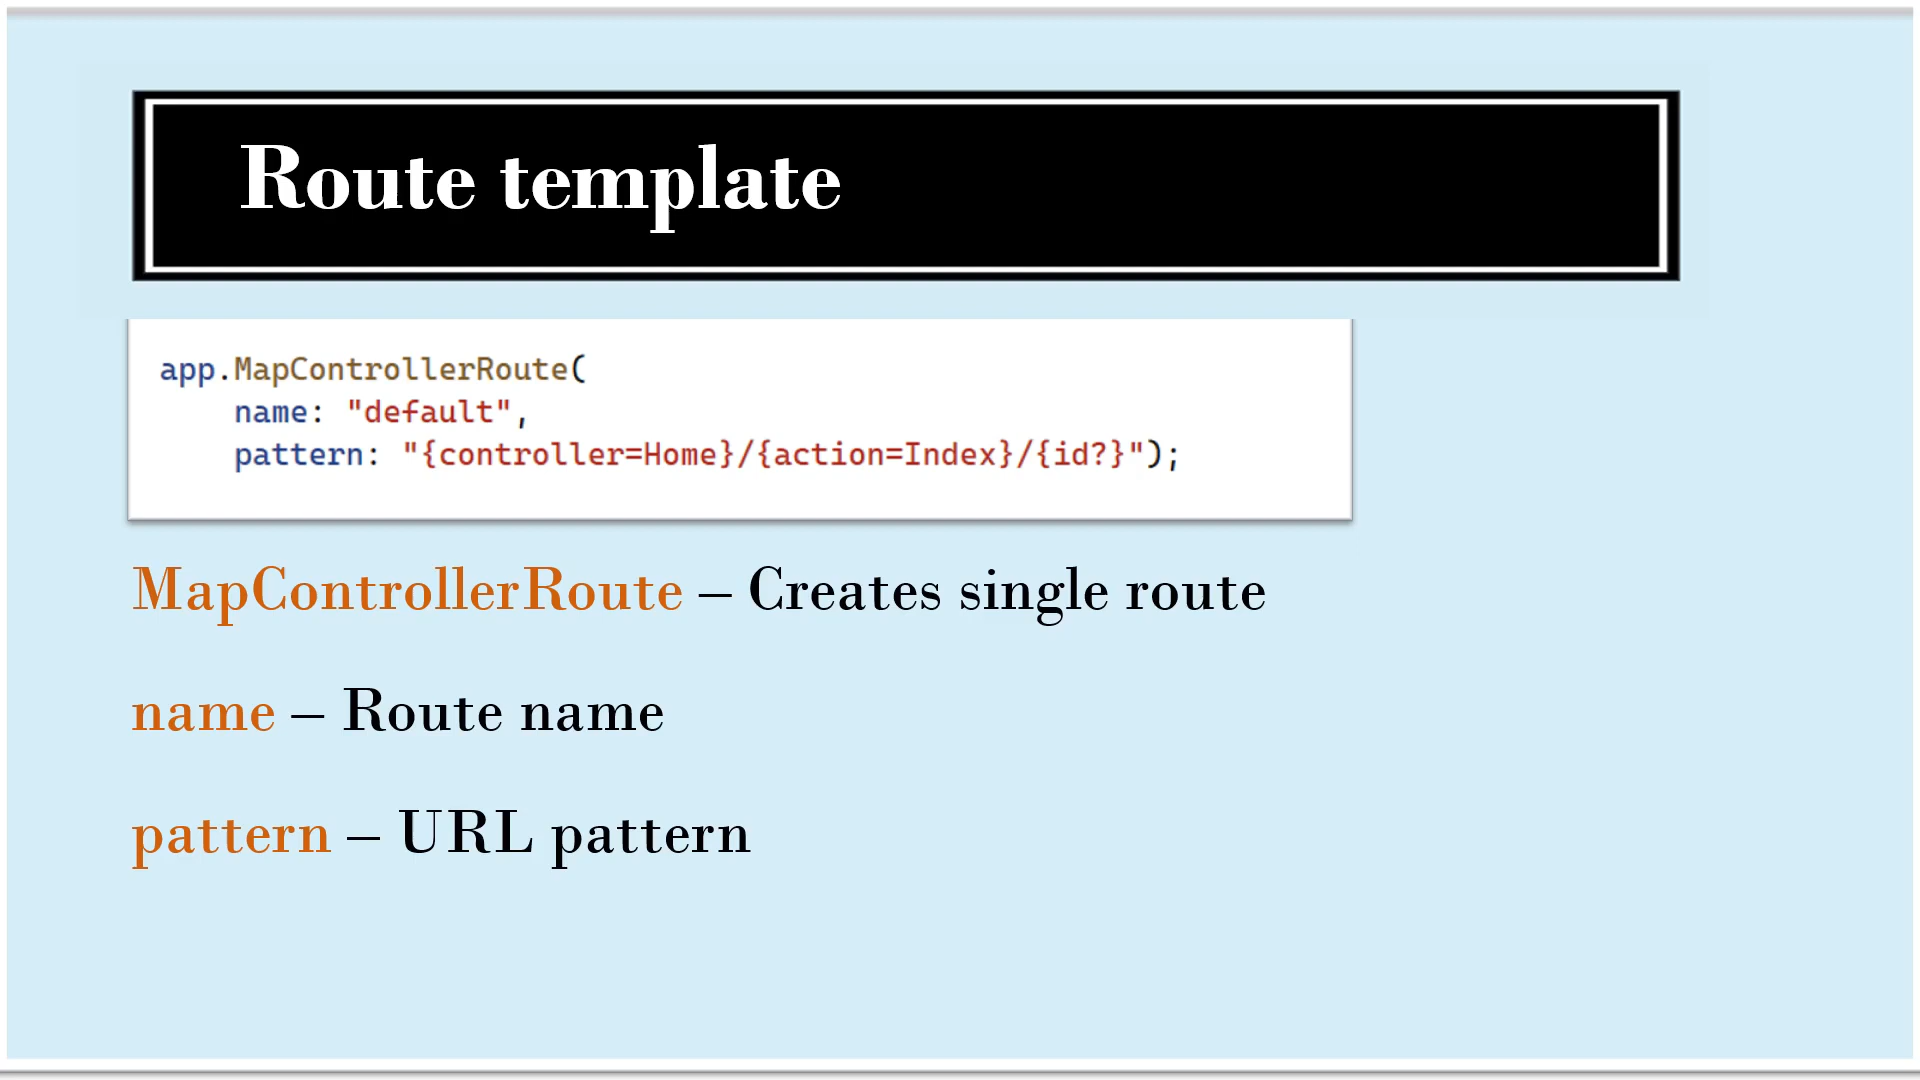 Route template
app.MapControllerRoute(
name: "default",
pattern: "{controller=Home}/{action=Index}/{id?}");
MapControllerRoute – Creates single route
name – Route name
pattern – URL pattern